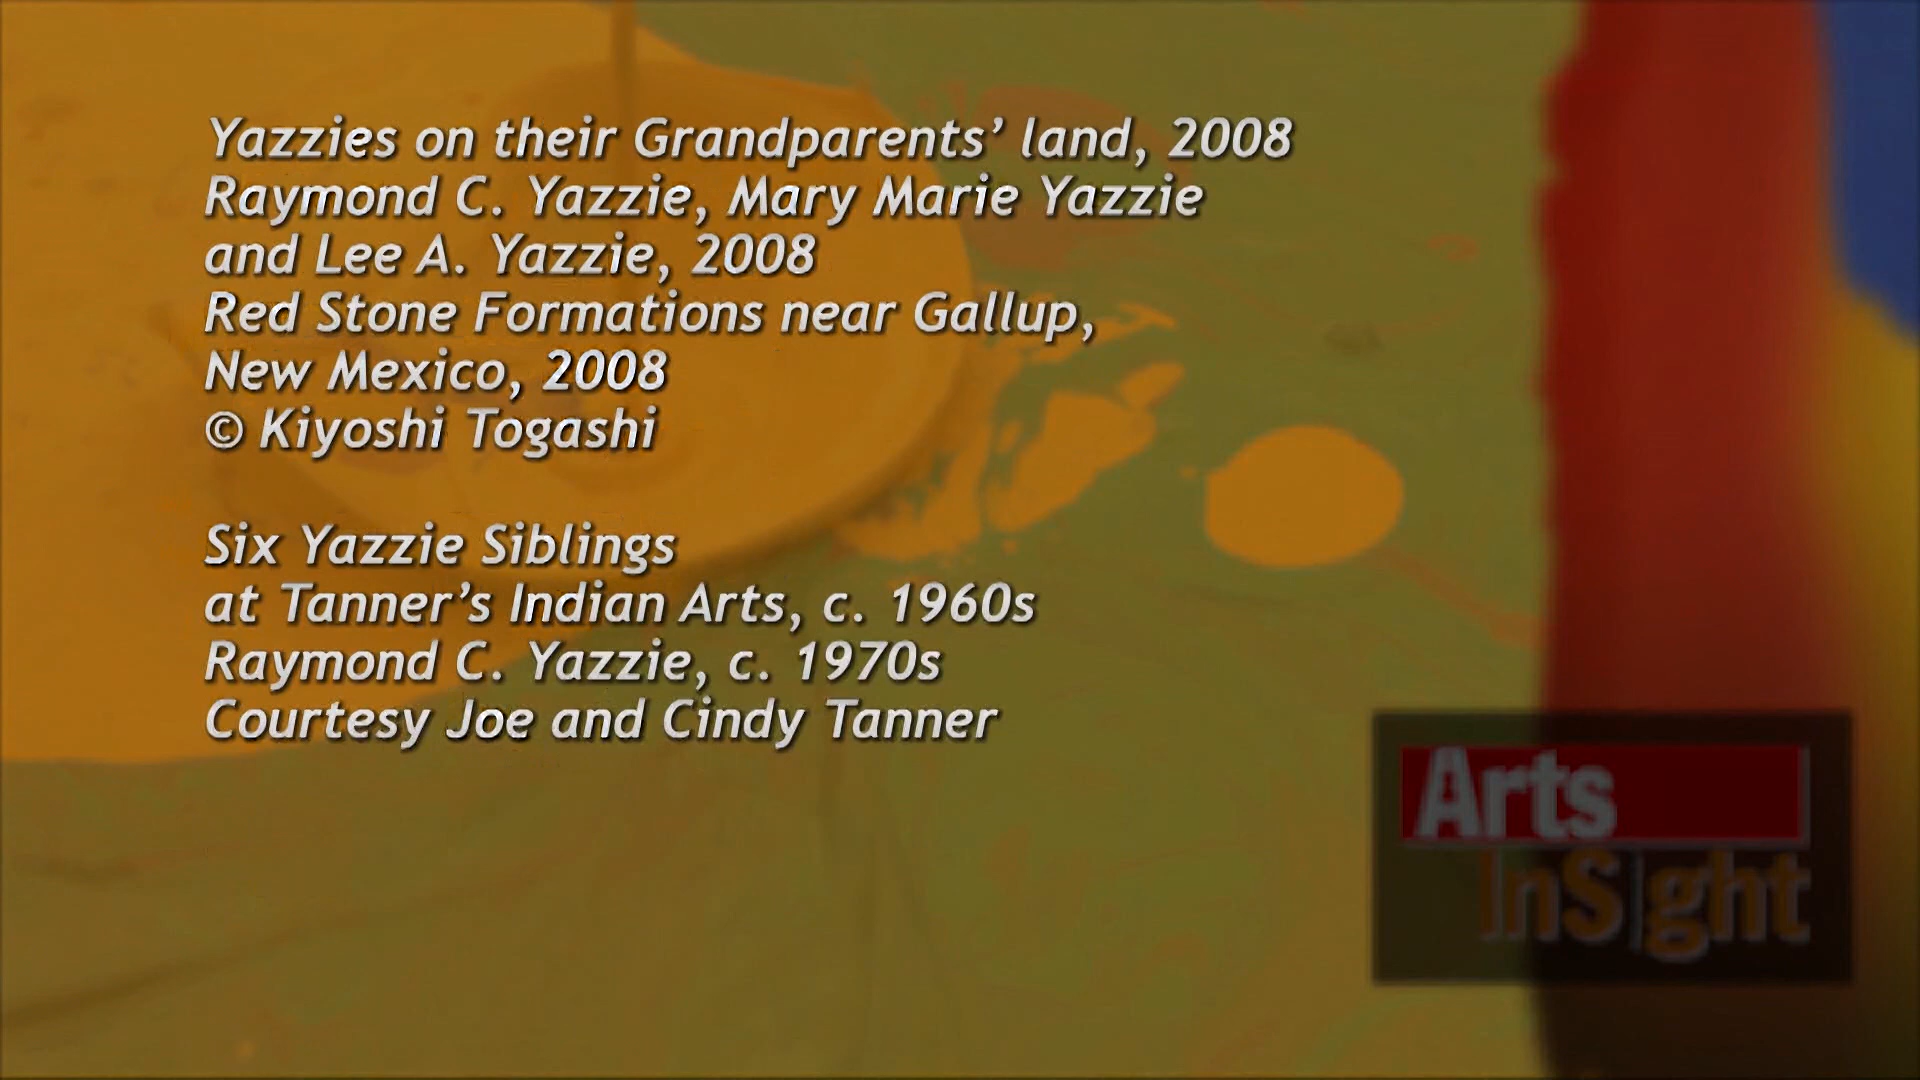 Yazzies on their Grandparents’ land, 2008
Raymond C. Yazzie, Mary Marie Yazzie
and Lee A. Yazzie, 2008
Red Stone Formations near Gallup,
New Mexico, 2008
© Kiyoshi Togashi
Six Yazzie Siblings
at Tanner’s Indian Arts, c. 1960s
Raymond C. Yazzie, c. 1970s
Courtesy Joe and Cindy Tanner
Arts
InSight